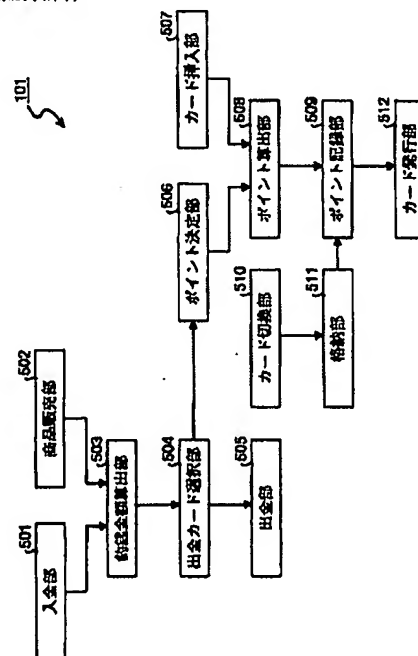 101
501
入金部
502
商品販売部
503
釣銭金額算出部
504
出金カード選択部
505
出金部
506
ポイント決定部
507
カード挿入部
508
ポイント算出部
509
ポイント記録部
510
カード切換部
511
格納部
512
カード発行部